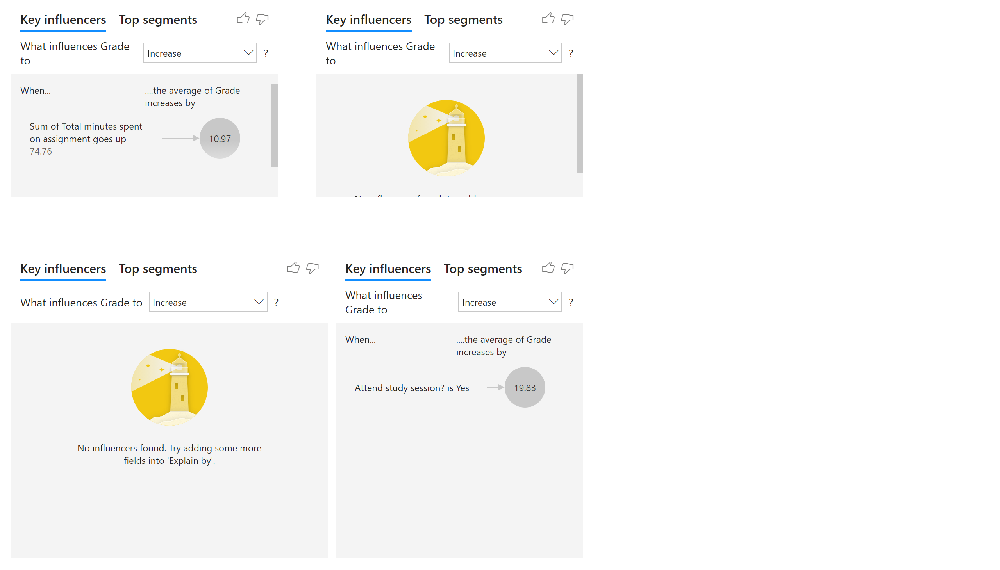 Key influencers Top segments
What influences Grade
to
Increase
?
When...
....the average of Grade
increases by
Sum of Total minutes spent
on assignment goes up
74.76
10.97
Key influencers Top segments
What influences Grade
to
Increase
?
Key influencers Top segments
What influences Grade to
Increase
?
No influencers found. Try adding some more
fields into 'Explain by'.
Key influencers Top segments
What influences
Grade to
Increase
?
When...
....the average of Grade
increases by
Attend study session? is Yes
19.83